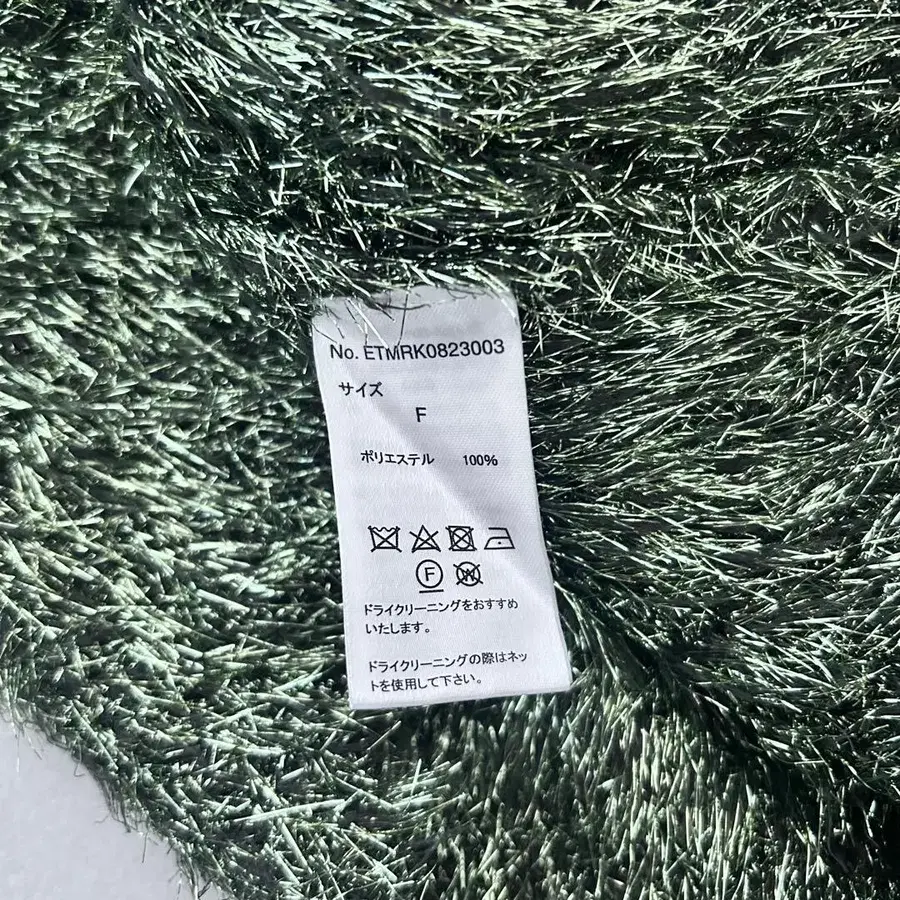 No. ETMRK0823003
サイズ
F
ポリエステル 100%
F
W
ドライクリーニングをおすすめ
いたします。
ドライクリーニングの際はネッ
トを使用して下さい。